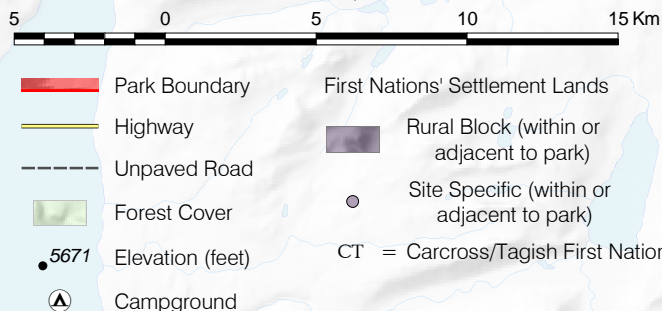 5 0 5 10 15 Km
Park Boundary
Highway
Unpaved Road
Forest Cover
5671 Elevation (feet)
Campground
First Nations' Settlement Lands
Rural Block (within or
adjacent to park)
Site Specific (within or
adjacent to park)
CT = Carcross/Tagish First Nation